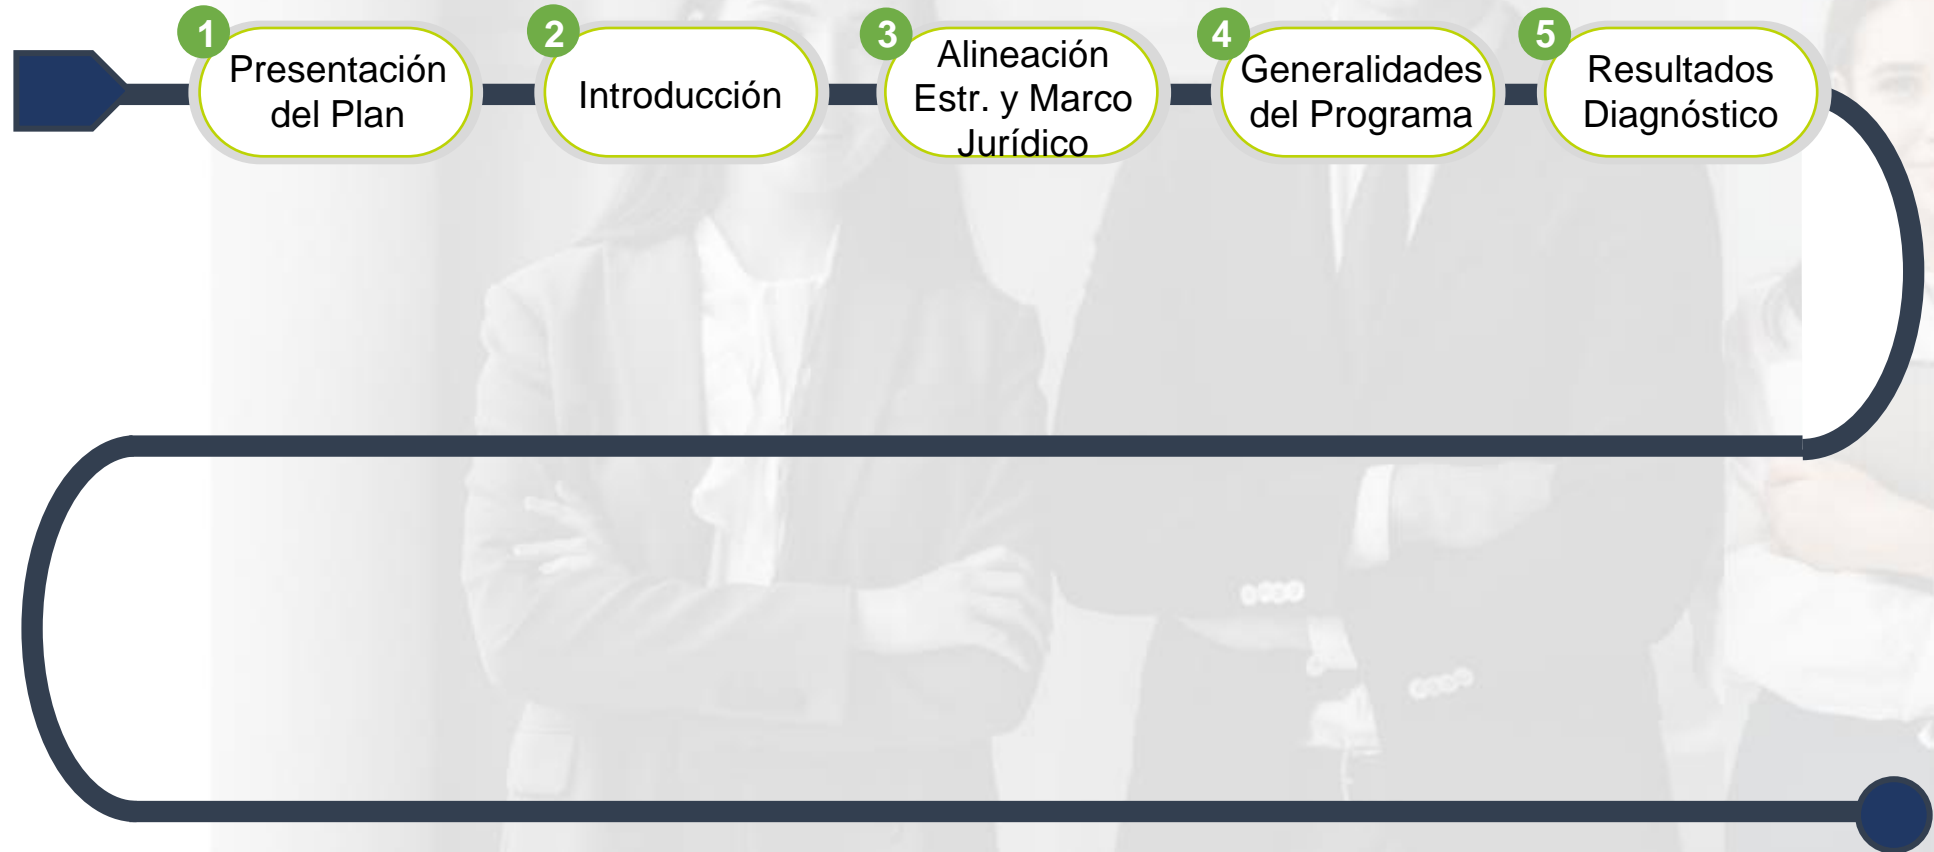 1
Presentación
del Plan
2
Introducción
3
Alineación
Estr. y Marco
Jurídico
4
Generalidades
del Programa
5
Resultados
Diagnóstico